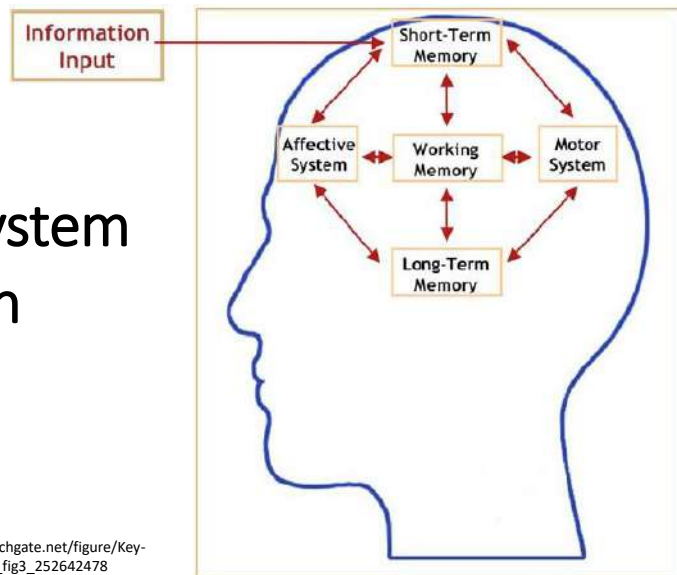 Information
Input
Short-Term
Memory
Affective
System
Working
Memory
Motor
System
Long-Term
Memory
ystem
n
chgate.net/figure/Key-
_fig3_252642478